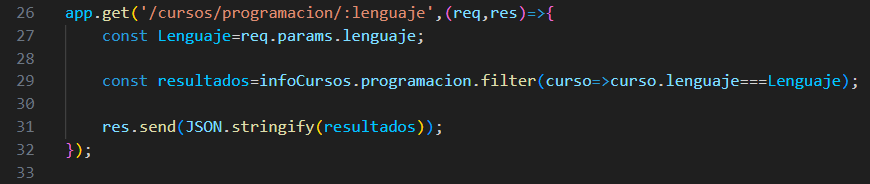 26 app.get('/cursos/programacion/:lenguaje',(req,res)=>{
27     const Lenguaje=req.params.lenguaje;
28
29     const resultados=infoCursos.programacion.filter(curso=>curso.lenguaje===Lenguaje);
30
31     res.send(JSON.stringify(resultados));
32 });
33